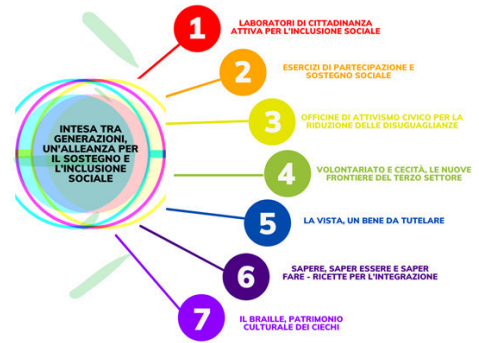 1
LABORATORI DI CITTADINANZA
ATTIVA PER L'INCLUSIONE SOCIALE
2
ESERCIZI DI PARTECIPAZIONE E
SOSTEGNO SOCIALE
3
OFFICINE DI ATTIVISMO CIVICO PER LA
RIDUZIONE DELLE DISUGUAGLIANZE
INTESA TRA
GENERAZIONI,
UN'ALLEANZA PER
IL SOSTEGNO E
L'INCLUSIONE
SOCIALE
4
VOLONTARIATO E CECITÀ, LE NUOVE
FRONTIERE DEL TERZO SETTORE
5
LA VISTA, UN BENE DA TUTELARE
6
SAPERE, SAPER ESSERE E SAPER
FARE - RICETTE PER L'INTEGRAZIONE
7
IL BRAILLE, PATRIMONIO
CULTURALE DEI CIECHI